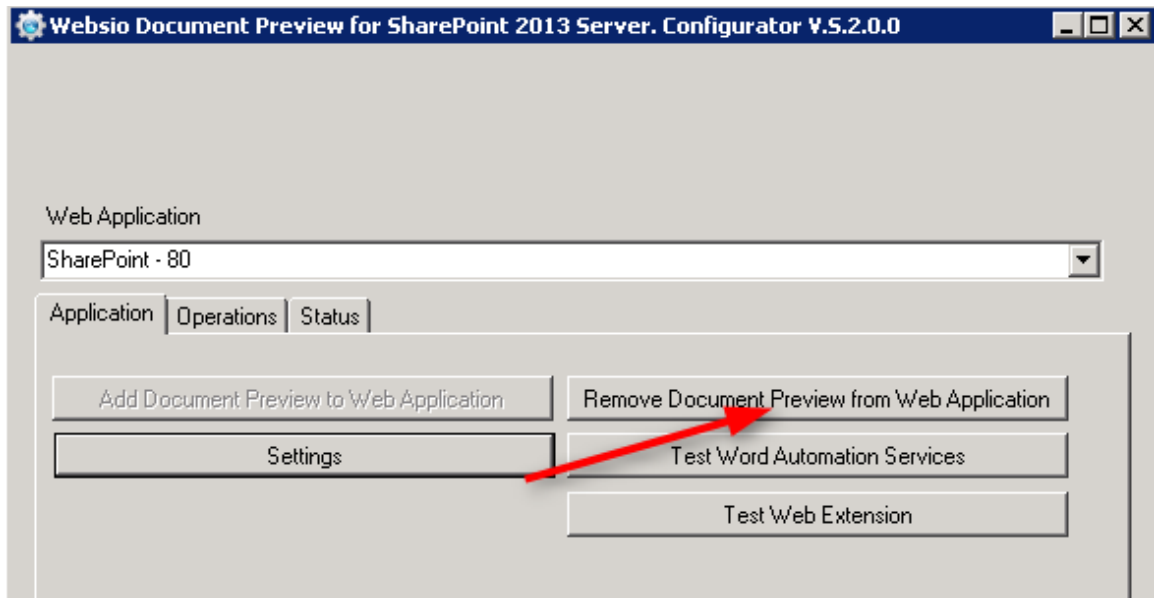 Websio Document Preview for SharePoint 2013 Server. Configurator V.5.2.0.0
Web Application
SharePoint - 80
Application Operations Status
Add Document Preview to Web Application Remove Document Preview from Web Application
Settings Test Word Automation Services
Test Web Extension